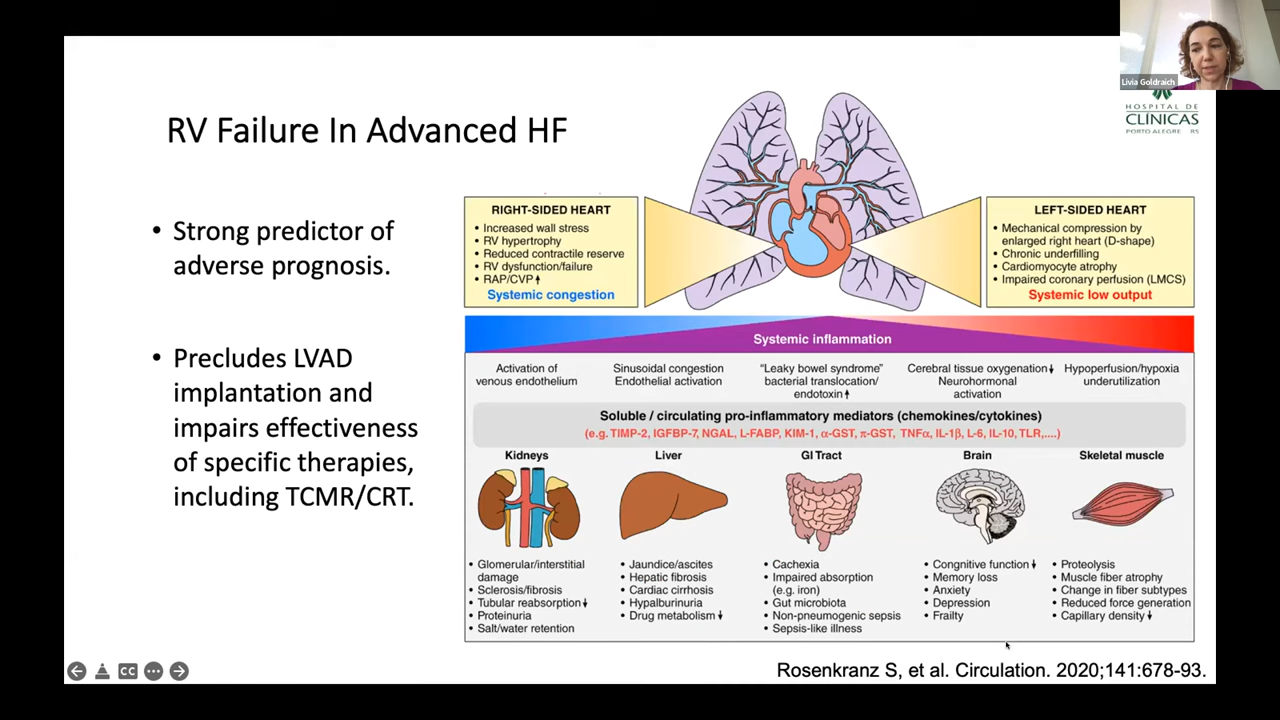 Livia Goldraich
HOSPITAL DE
CLÍNICAS
PORTO ALEGRE RS
RV Failure In Advanced HF
• Strong predictor of
adverse prognosis.
• Precludes LVAD
implantation and
impairs effectiveness
of specific therapies,
including TCMR/CRT.
RIGHT-SIDED HEART
• Increased wall stress
• RV hypertrophy
• Reduced contractile reserve
• RV dysfunction/failure
• RAP/CVP↑
Systemic congestion
LEFT-SIDED HEART
• Mechanical compression by
enlarged right heart (D-shape)
• Chronic underfilling
• Cardiomyocyte atrophy
• Impaired coronary perfusion (LMCS)
Systemic low output
Systemic inflammation
Activation of
venous endothelium
Sinusoidal congestion
Endothelial activation
“Leaky bowel syndrome”
bacterial translocation/
endotoxin↑
Cerebral tissue oxygenation↓
Neurohormonal
activation
Hypoperfusion/hypoxia
underutilization
Soluble / circulating pro-inflammatory mediators (chemokines/cytokines)
(e.g. TIMP-2, IGFBP-7, NGAL, L-FABP, KIM-1, α-GST, π-GST, TNFα, IL-1β, L-6, IL-10, TLR,....)
Kidneys
• Glomerular/interstitial
damage
• Sclerosis/fibrosis
• Tubular reabsorption↓
• Proteinuria
• Salt/water retention
Liver
• Jaundice/ascites
• Hepatic fibrosis
• Cardiac cirrhosis
• Hypalburinuria
• Drug metabolism↓
GI Tract
• Cachexia
• Impaired absorption
(e.g. iron)
• Gut microbiota
• Non-pneumogenic sepsis
• Sepsis-like illness
Brain
• Congnitive function↓
• Memory loss
• Anxiety
• Depression
• Frailty
Skeletal muscle
• Proteolysis
• Muscle fiber atrophy
• Change in fiber subtypes
• Reduced force generation
• Capillary density↓
CC
Rosenkranz S, et al. Circulation. 2020;141:678-93.